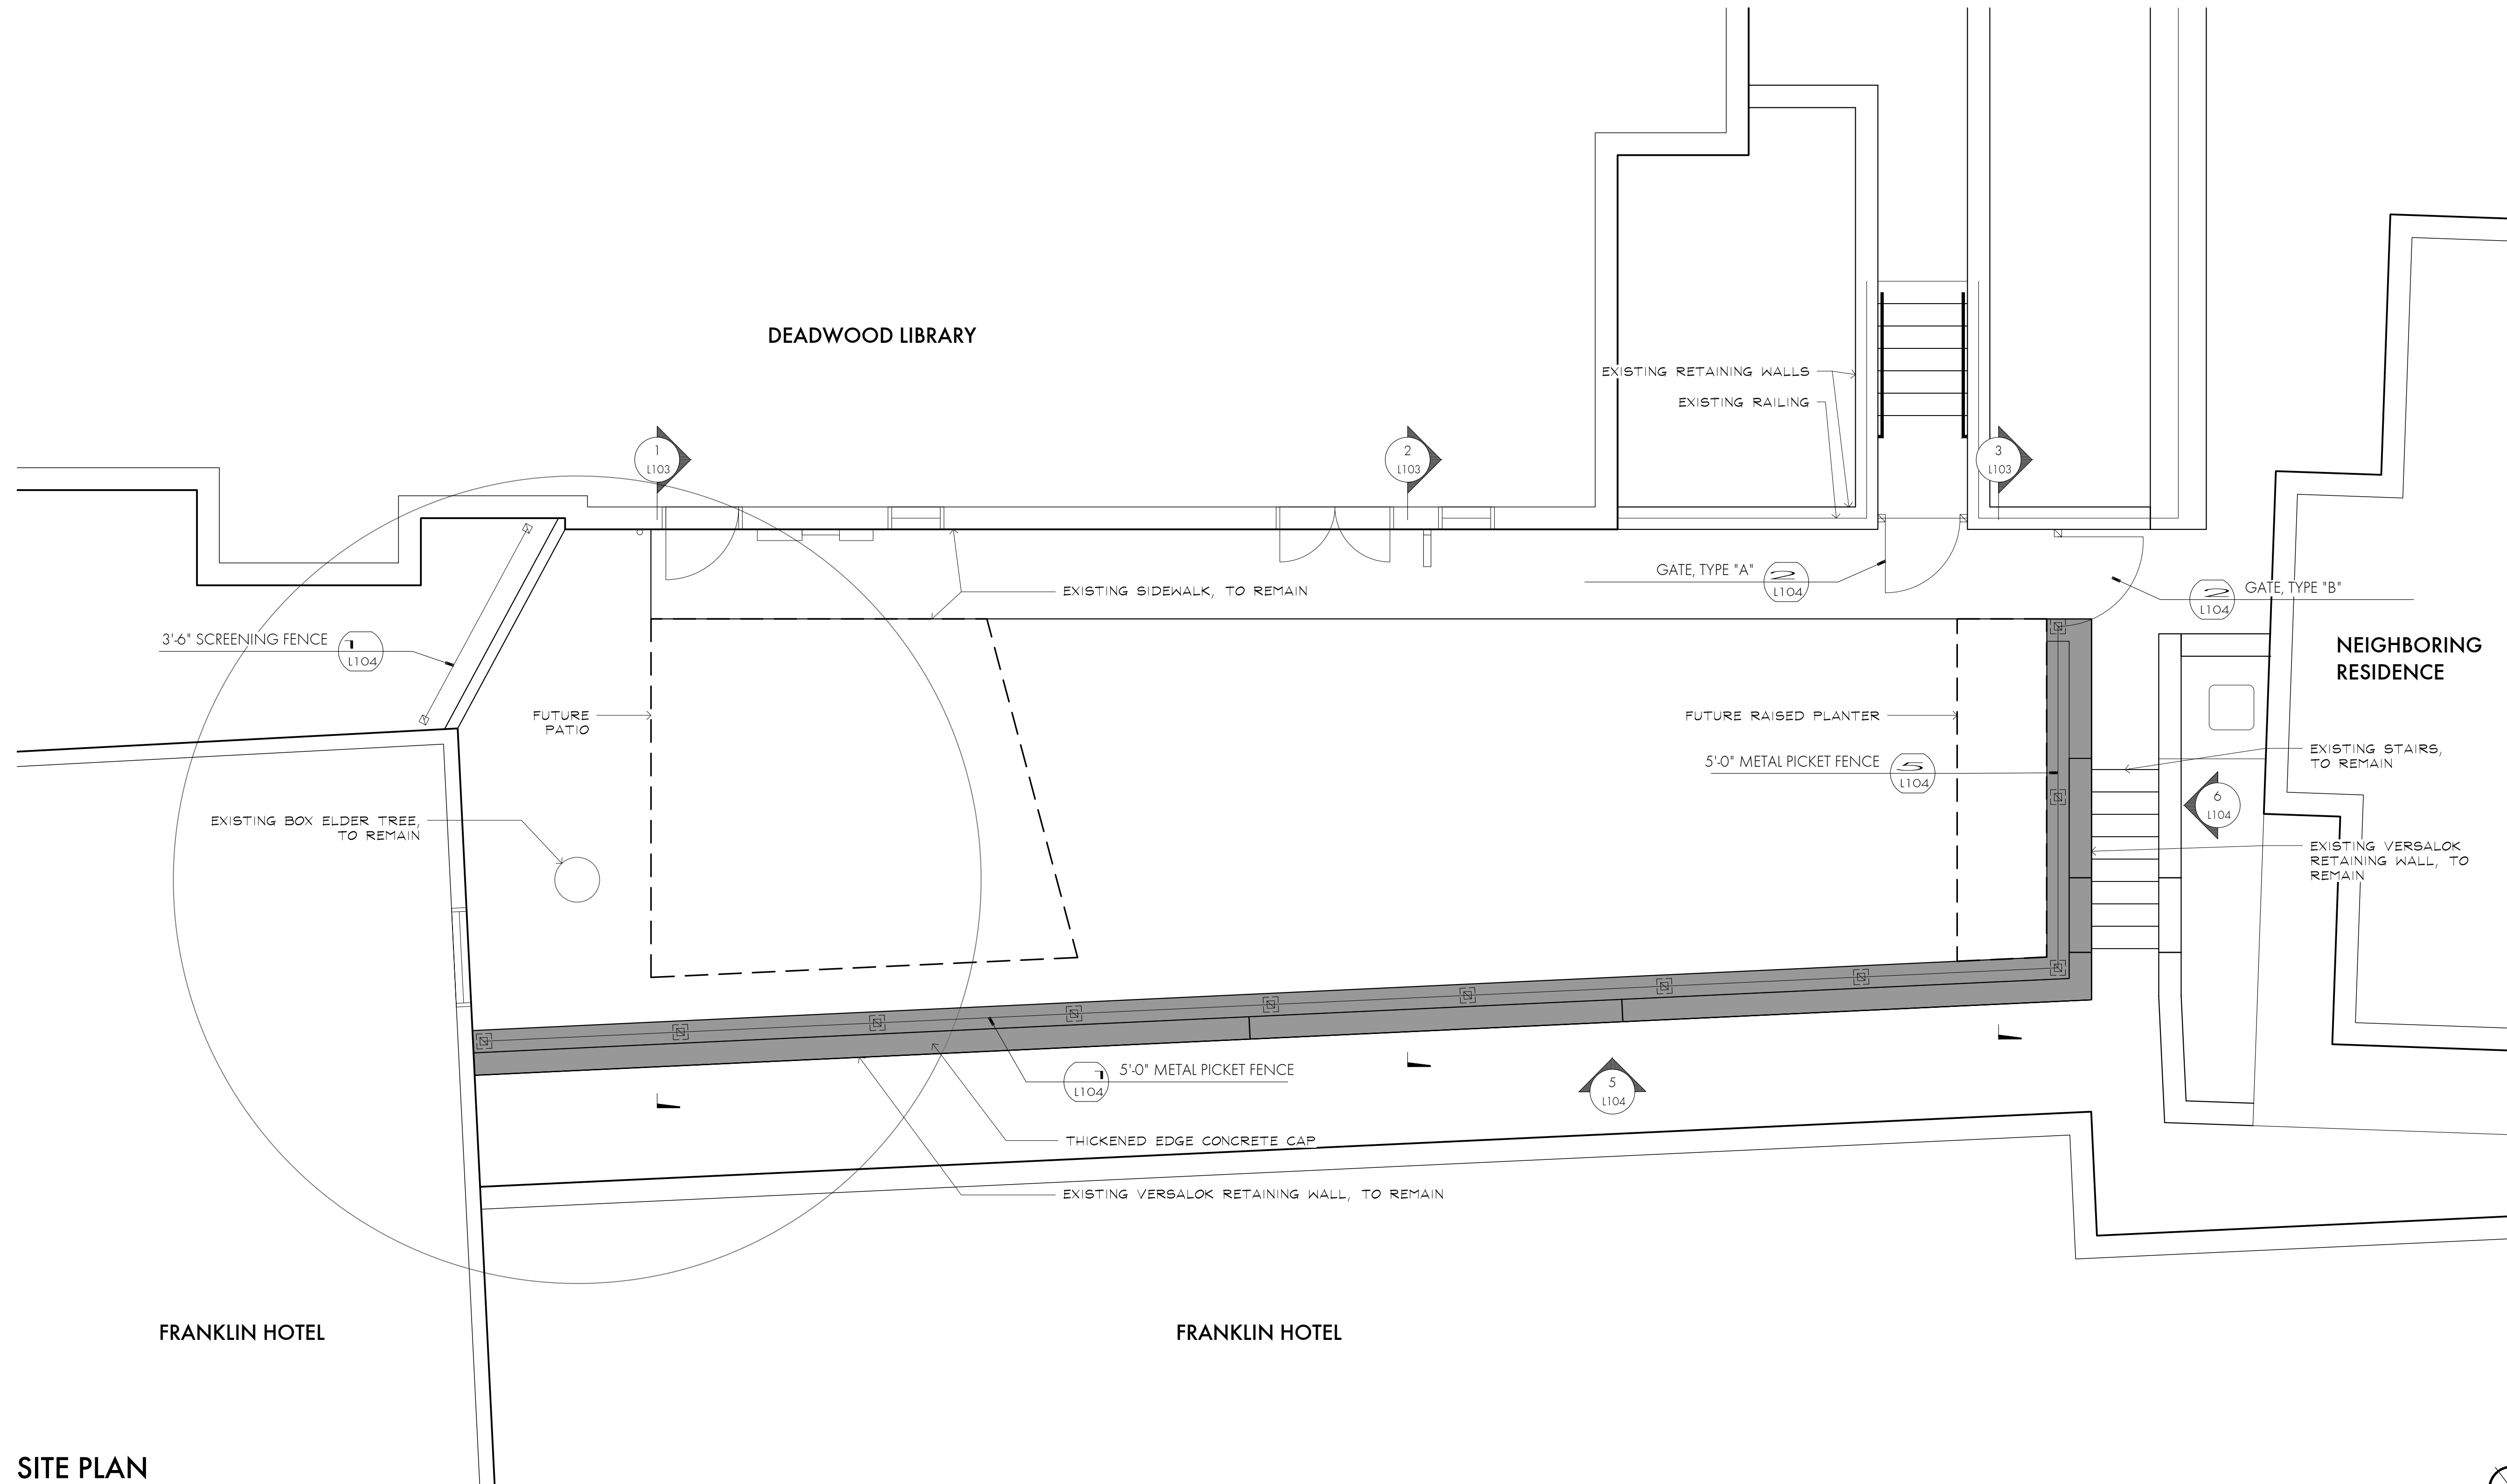 DEADWOOD LIBRARY
EXISTING RETAINING WALLS
EXISTING RAILING
1
L103
2
L103
3
L103
EXISTING SIDEWALK, TO REMAIN
GATE, TYPE "A"
2
L104
2
L104
GATE, TYPE "B"
3'-6" SCREENING FENCE
1
L104
NEIGHBORING
RESIDENCE
FUTURE
PATIO
FUTURE RAISED PLANTER
5'-0" METAL PICKET FENCE
5
L104
EXISTING STAIRS,
TO REMAIN
6
L104
EXISTING BOX ELDER TREE,
TO REMAIN
EXISTING VERSALOK
RETAINING WALL, TO
REMAIN
1
L104
5'-0" METAL PICKET FENCE
5
L104
THICKENED EDGE CONCRETE CAP
EXISTING VERSALOK RETAINING WALL, TO REMAIN
FRANKLIN HOTEL
FRANKLIN HOTEL
SITE PLAN